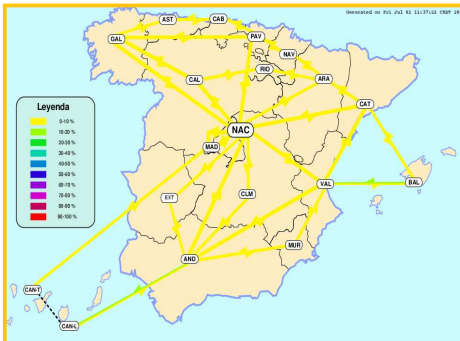 Generated on Fri Jul 02 11:37:22 CEST 20
AST
CAB
GAL
PAV
NAV
RIO
CAL
ARA
CAT
Leyenda
0-10 %
10-20 %
20-30 %
30-40 %
40-60 %
50-60 %
60-70 %
70-80 %
80-90 %
90-100 %
NAC
MAD
EXT
CLM
VAL
BAL
MUR
AND
CAN-T
CAN-L